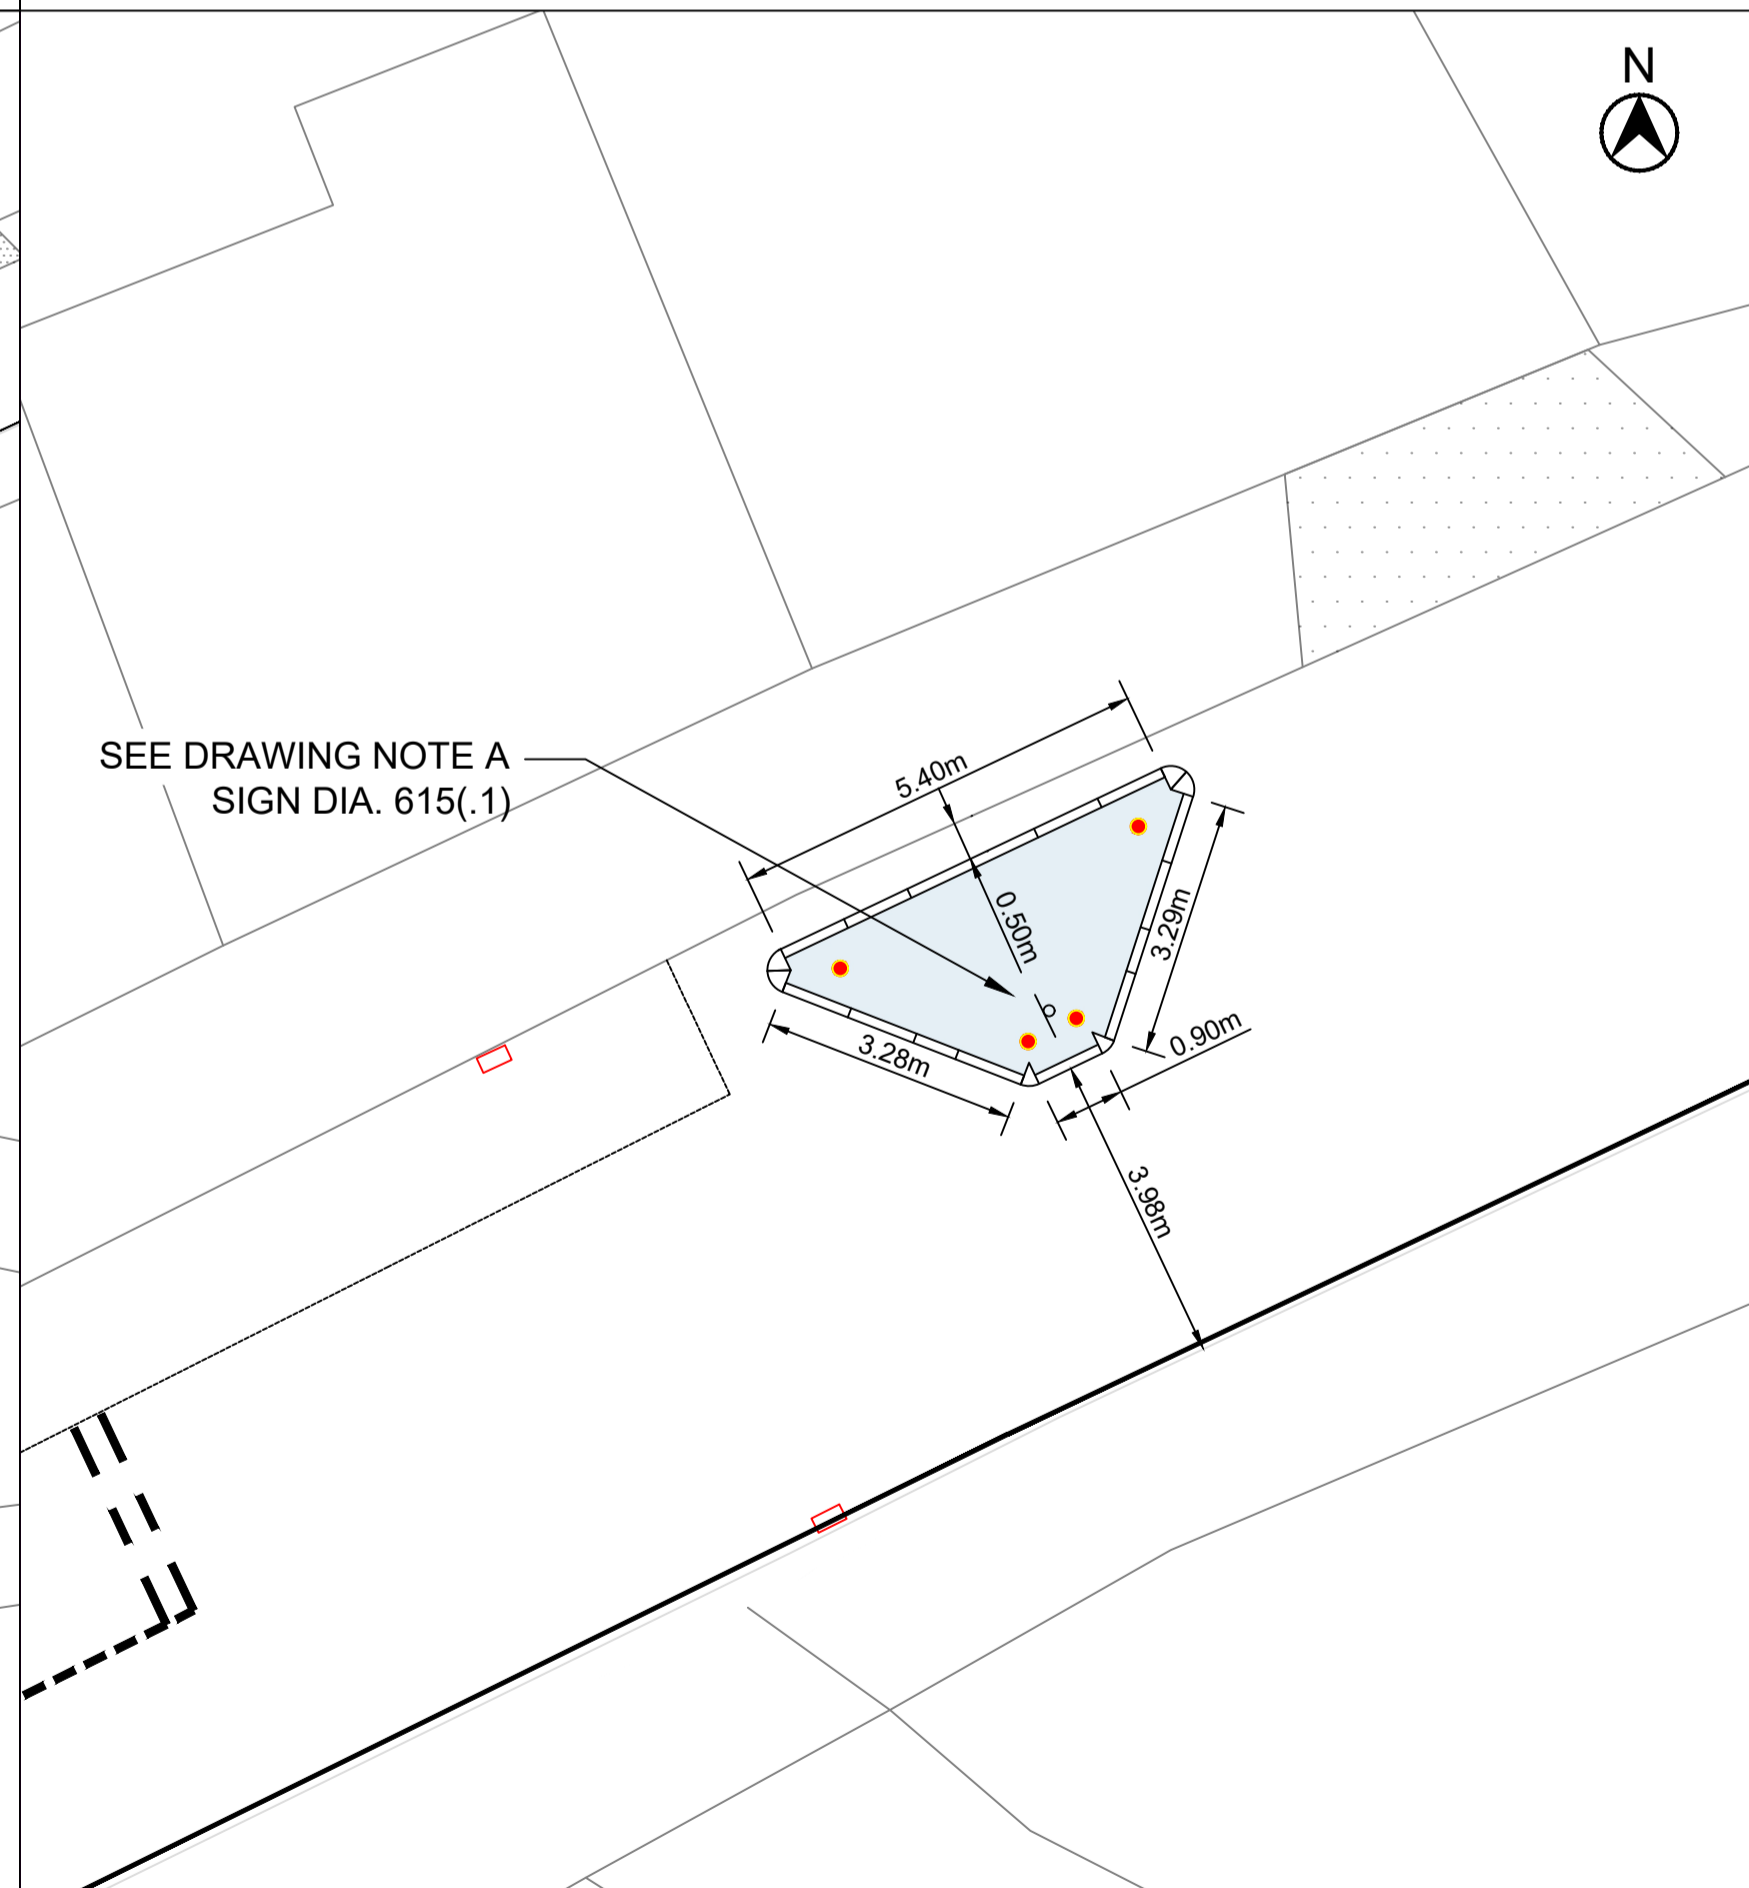 N
SEE DRAWING NOTE A
SIGN DIA. 615(.1)
5.40m
0.50m
3.29m
0.90m
3.28m
3.98m